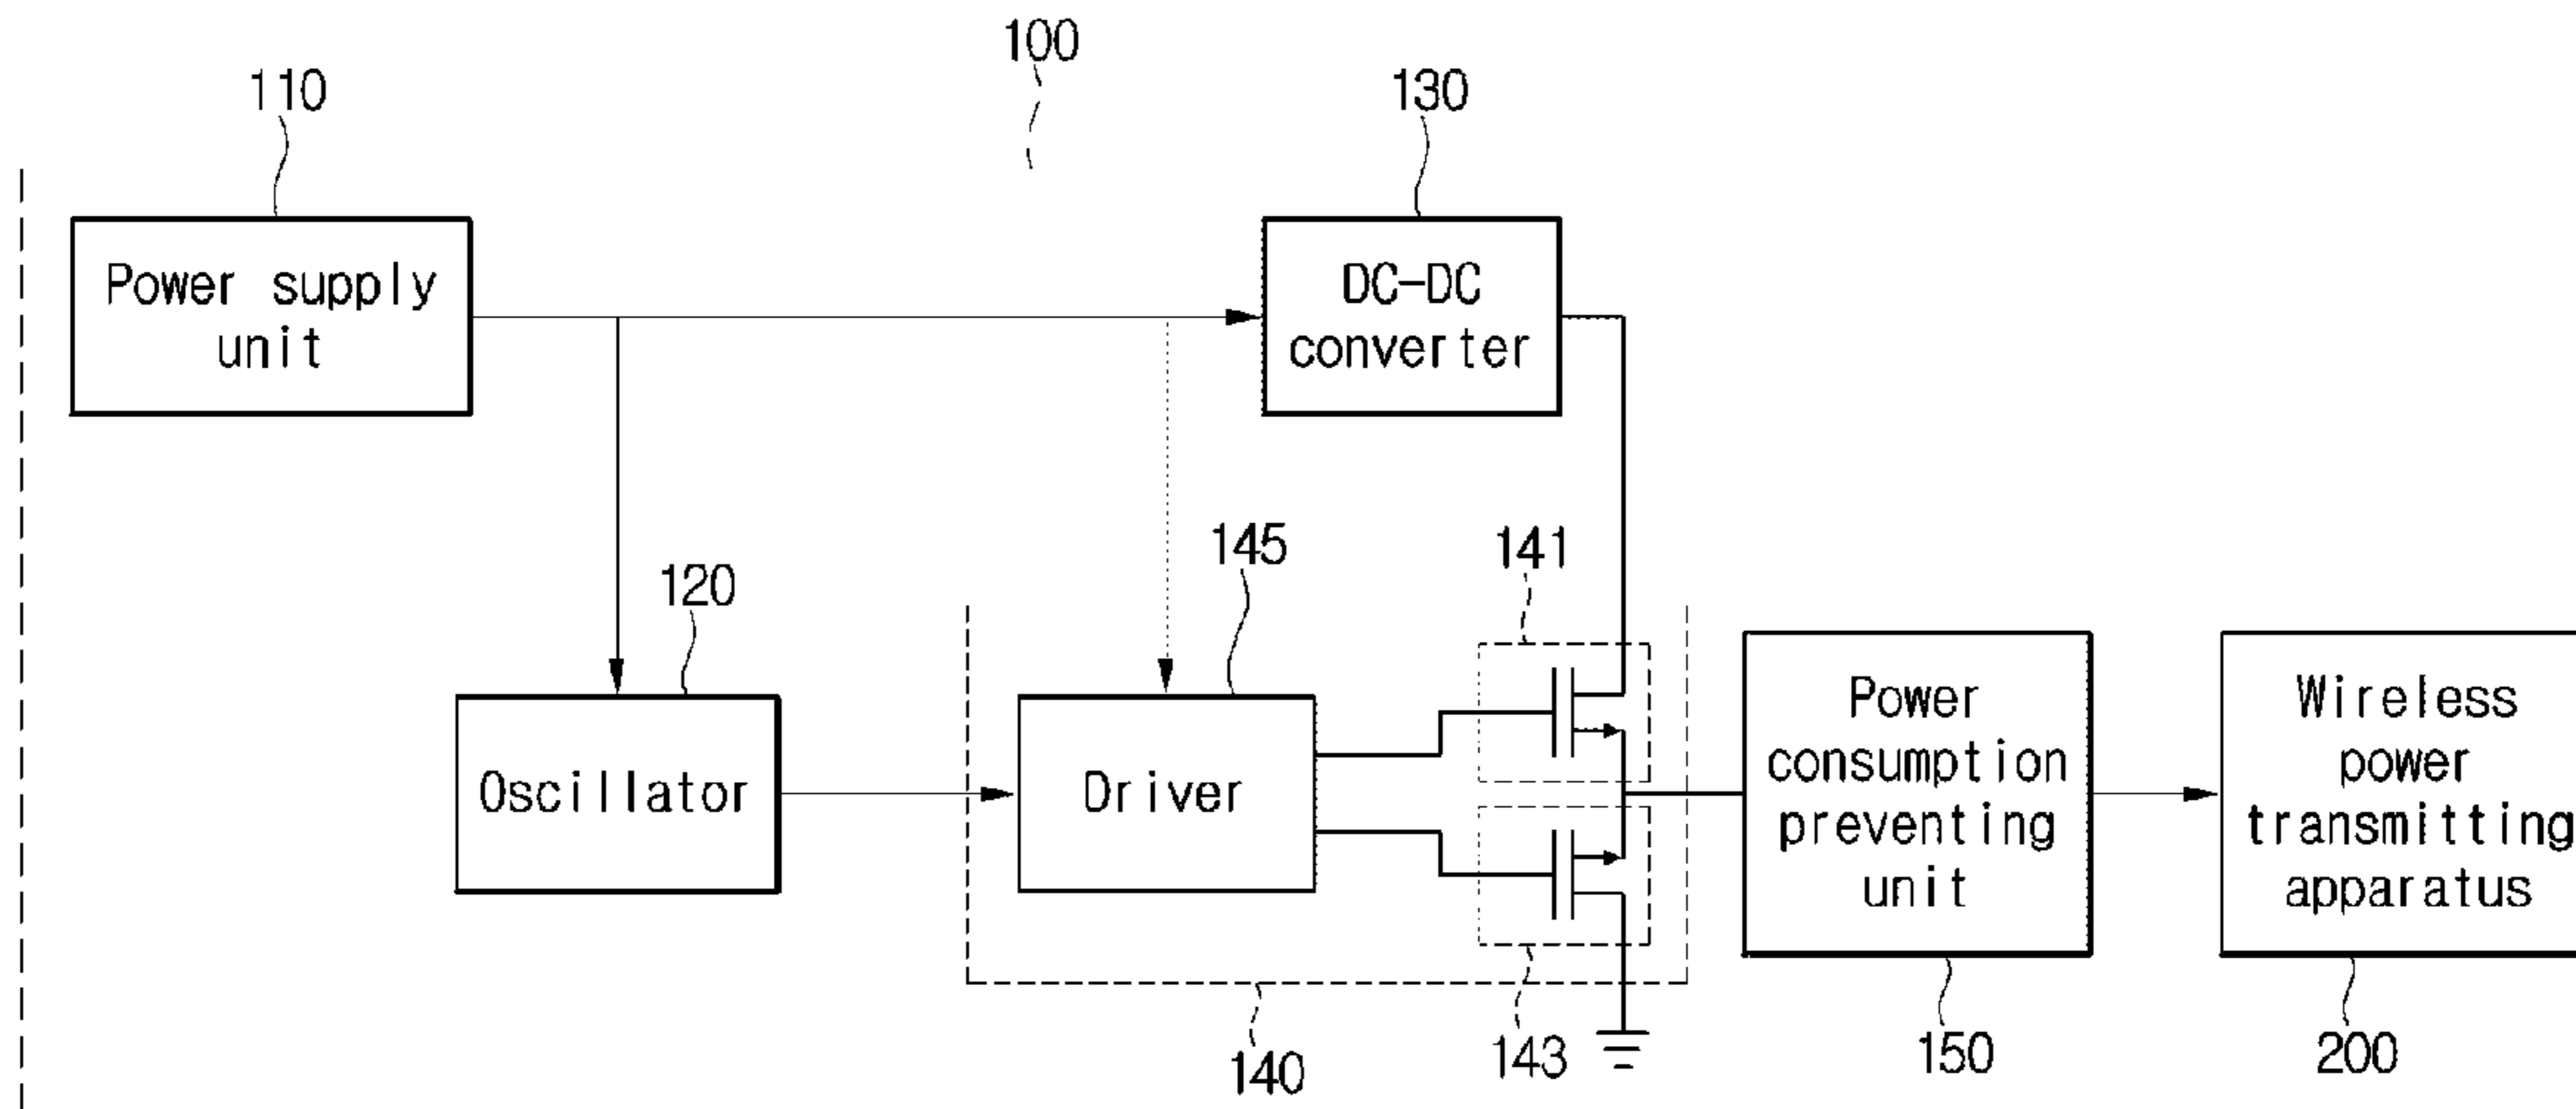 100
110
130
Power supply
unit
DC-DC
converter
145
141
120
Oscillator
Driver
Power
consumption
preventing
unit
Wireless
power
transmitting
apparatus
140
143
150
200